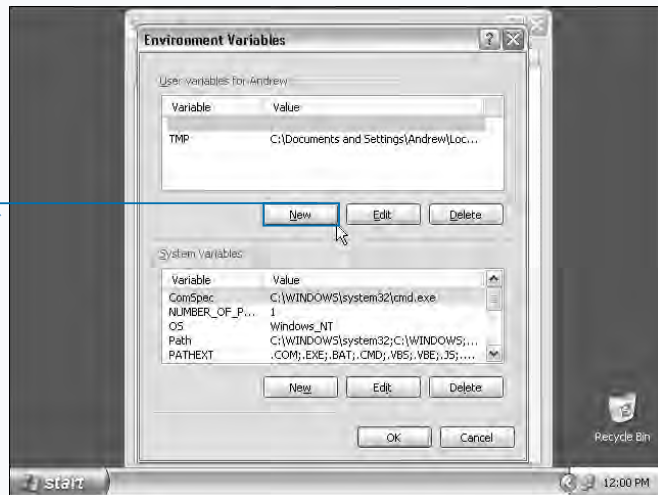 Environment Variables
User variables for Andrew
Variable Value
TMP C:\Documents and Settings\Andrew\Loc...
New Edit Delete
System variables
Variable Value
ComSpec C:\WINDOWS\system32\cmd.exe
NUMBER_OF_P... 1
OS Windows_NT
Path C:\WINDOWS\system32;C:\WINDOWS;...
PATHEXT .COM;.EXE;.BAT;.CMD;.VBS;.VBE;.JS;....
New Edit Delete
OK Cancel
Recycle Bin
start 12:00 PM